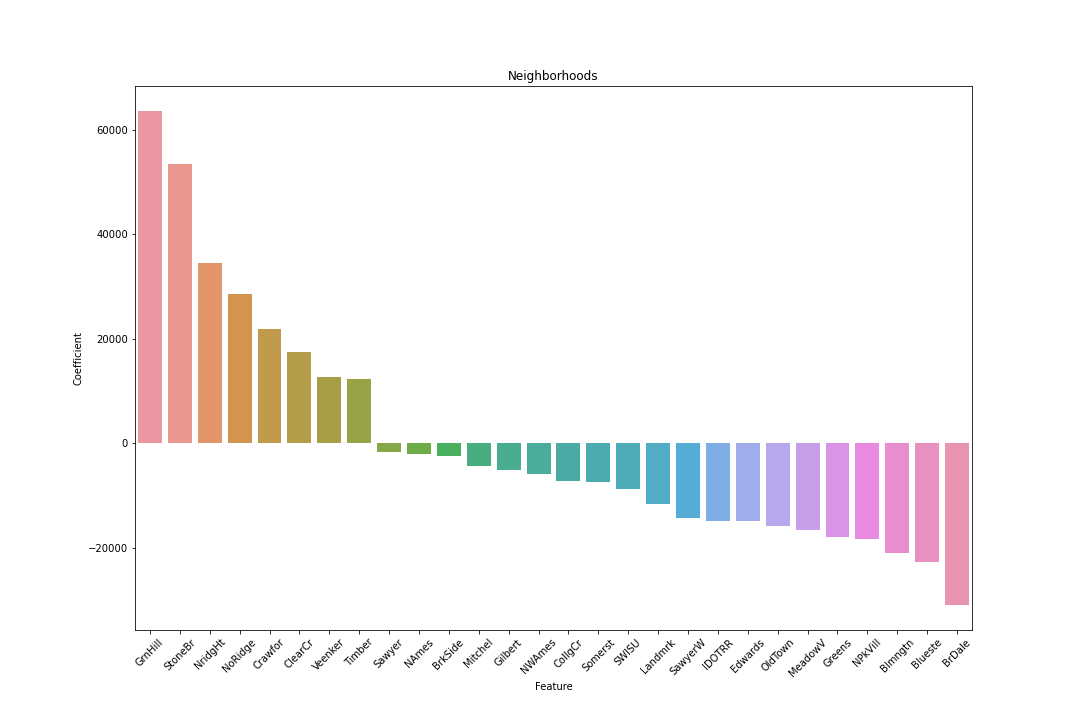 Neighborhoods
60000
40000
20000
0
−20000
Coefficient
GrnHill
StoneBr
NridgHt
NoRidge
Crawfor
ClearCr
Veenker
Timber
Sawyer
NAmes
BrkSide
Mitchel
Gilbert
NWAmes
CollgCr
Somerst
SWISU
Landmrk
SawyerW
IDOTRR
Edwards
OldTown
MeadowV
Greens
NPkVill
Blmngtn
Blueste
BrDale
Feature